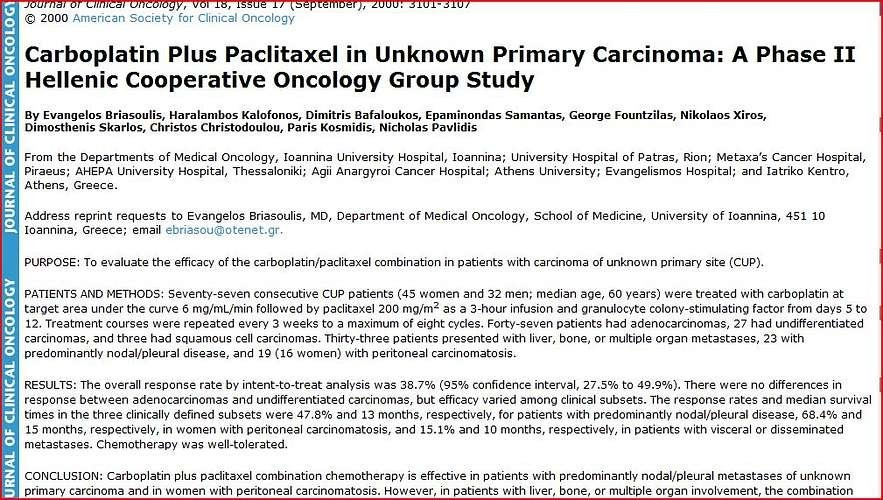 Journal of Clinical Oncology, Vol 18, Issue 17 (September), 2000: 3101-3107
© 2000 American Society for Clinical Oncology
Carboplatin Plus Paclitaxel in Unknown Primary Carcinoma: A Phase II
Hellenic Cooperative Oncology Group Study
By Evangelos Briasoulis, Haralambos Kalofonos, Dimitris Bafaloukos, Epaminondas Samantas, George Fountzilas, Nikolaos Xiros,
Dimosthenis Skarlos, Christos Christodoulou, Paris Kosmidis, Nicholas Pavlidis
From the Departments of Medical Oncology, Ioannina University Hospital, Ioannina; University Hospital of Patras, Rion; Metaxa's Cancer Hospital,
Piraeus; AHEPA University Hospital, Thessaloniki; Agii Anargyroi Cancer Hospital; Athens University; Evangelismos Hospital; and Iatriko Kentro,
Athens, Greece.
Address reprint requests to Evangelos Briasoulis, MD, Department of Medical Oncology, School of Medicine, University of Ioannina, 451 10
Ioannina, Greece; email ebriasou@otenet.gr.
PURPOSE: To evaluate the efficacy of the carboplatin/paclitaxel combination in patients with carcinoma of unknown primary site (CUP).
PATIENTS AND METHODS: Seventy-seven consecutive CUP patients (45 women and 32 men; median age, 60 years) were treated with carboplatin at
target area under the curve 6 mg/mL/min followed by paclitaxel 200 mg/m² as a 3-hour infusion and granulocyte colony-stimulating factor from days 5 to
12. Treatment courses were repeated every 3 weeks to a maximum of eight cycles. Forty-seven patients had adenocarcinomas, 27 had undifferentiated
carcinomas, and three had squamous cell carcinomas. Thirty-three patients presented with liver, bone, or multiple organ metastases, 23 with
predominantly nodal/pleural disease, and 19 (16 women) with peritoneal carcinomatosis.
RESULTS: The overall response rate by intent-to-treat analysis was 38.7% (95% confidence interval, 27.5% to 49.9%). There were no differences in
response between adenocarcinomas and undifferentiated carcinomas, but efficacy varied among clinical subsets. The response rates and median survival
times in the three clinically defined subsets were 47.8% and 13 months, respectively, for patients with predominantly nodal/pleural disease, 68.4% and
15 months, respectively, in women with peritoneal carcinomatosis, and 15.1% and 10 months, respectively, in patients with visceral or disseminated
metastases. Chemotherapy was well-tolerated.
CONCLUSION: Carboplatin plus paclitaxel combination chemotherapy is effective in patients with predominantly nodal/pleural metastases of unknown
primary carcinoma and in women with peritoneal carcinomatosis. However, in patients with liver, bone, or multiple organ involvement, the combination
JOURNAL OF CLINICAL ONCOLOGY
URNAL OF CLINICAL ONCOLOGY